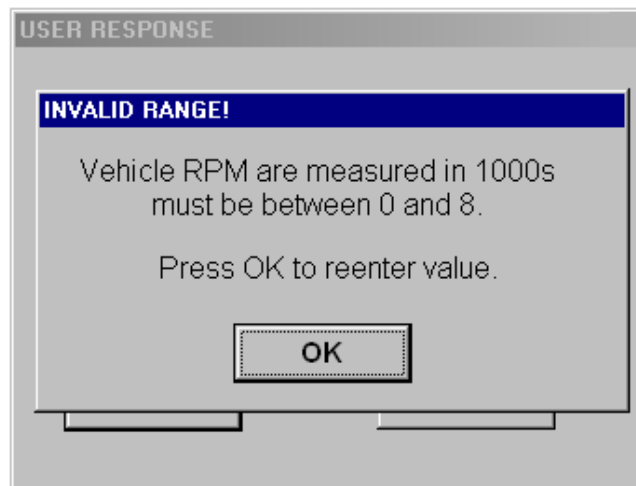 USER RESPONSE
INVALID RANGE!
Vehicle RPM are measured in 1000s
must be between 0 and 8.
Press OK to reenter value.
OK